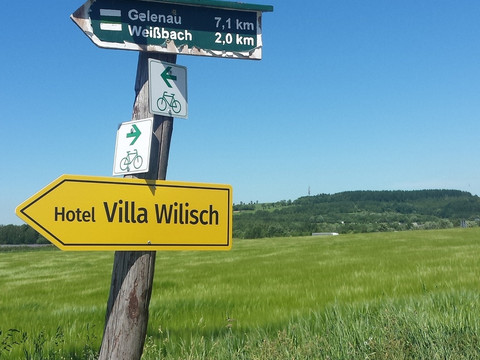 Gelenau 7,1 km
Weißbach 2,0 km
Hotel Villa Wilisch